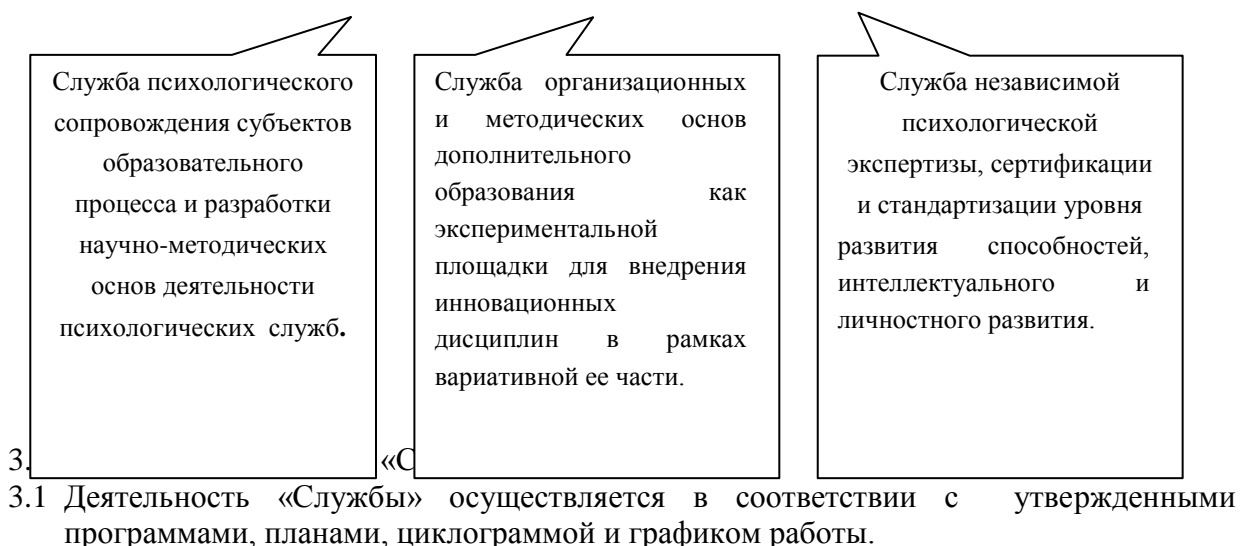 Служба психологического
сопровождения субъектов
образовательного
процесса и разработки
научно-методических
основ деятельности
психологических служб.
Служба организационных
и методических основ
дополнительного
образования как
экспериментальной
площадки для внедрения
инновационных
дисциплин в рамках
вариативной ее части.
Служба независимой
психологической
экспертизы, сертификации
и стандартизации уровня
развития способностей,
интеллектуального и
личностного развития.
3. «С
3.1 Деятельность «Службы» осуществляется в соответствии с утвержденными
программами, планами, циклограммой и графиком работы.